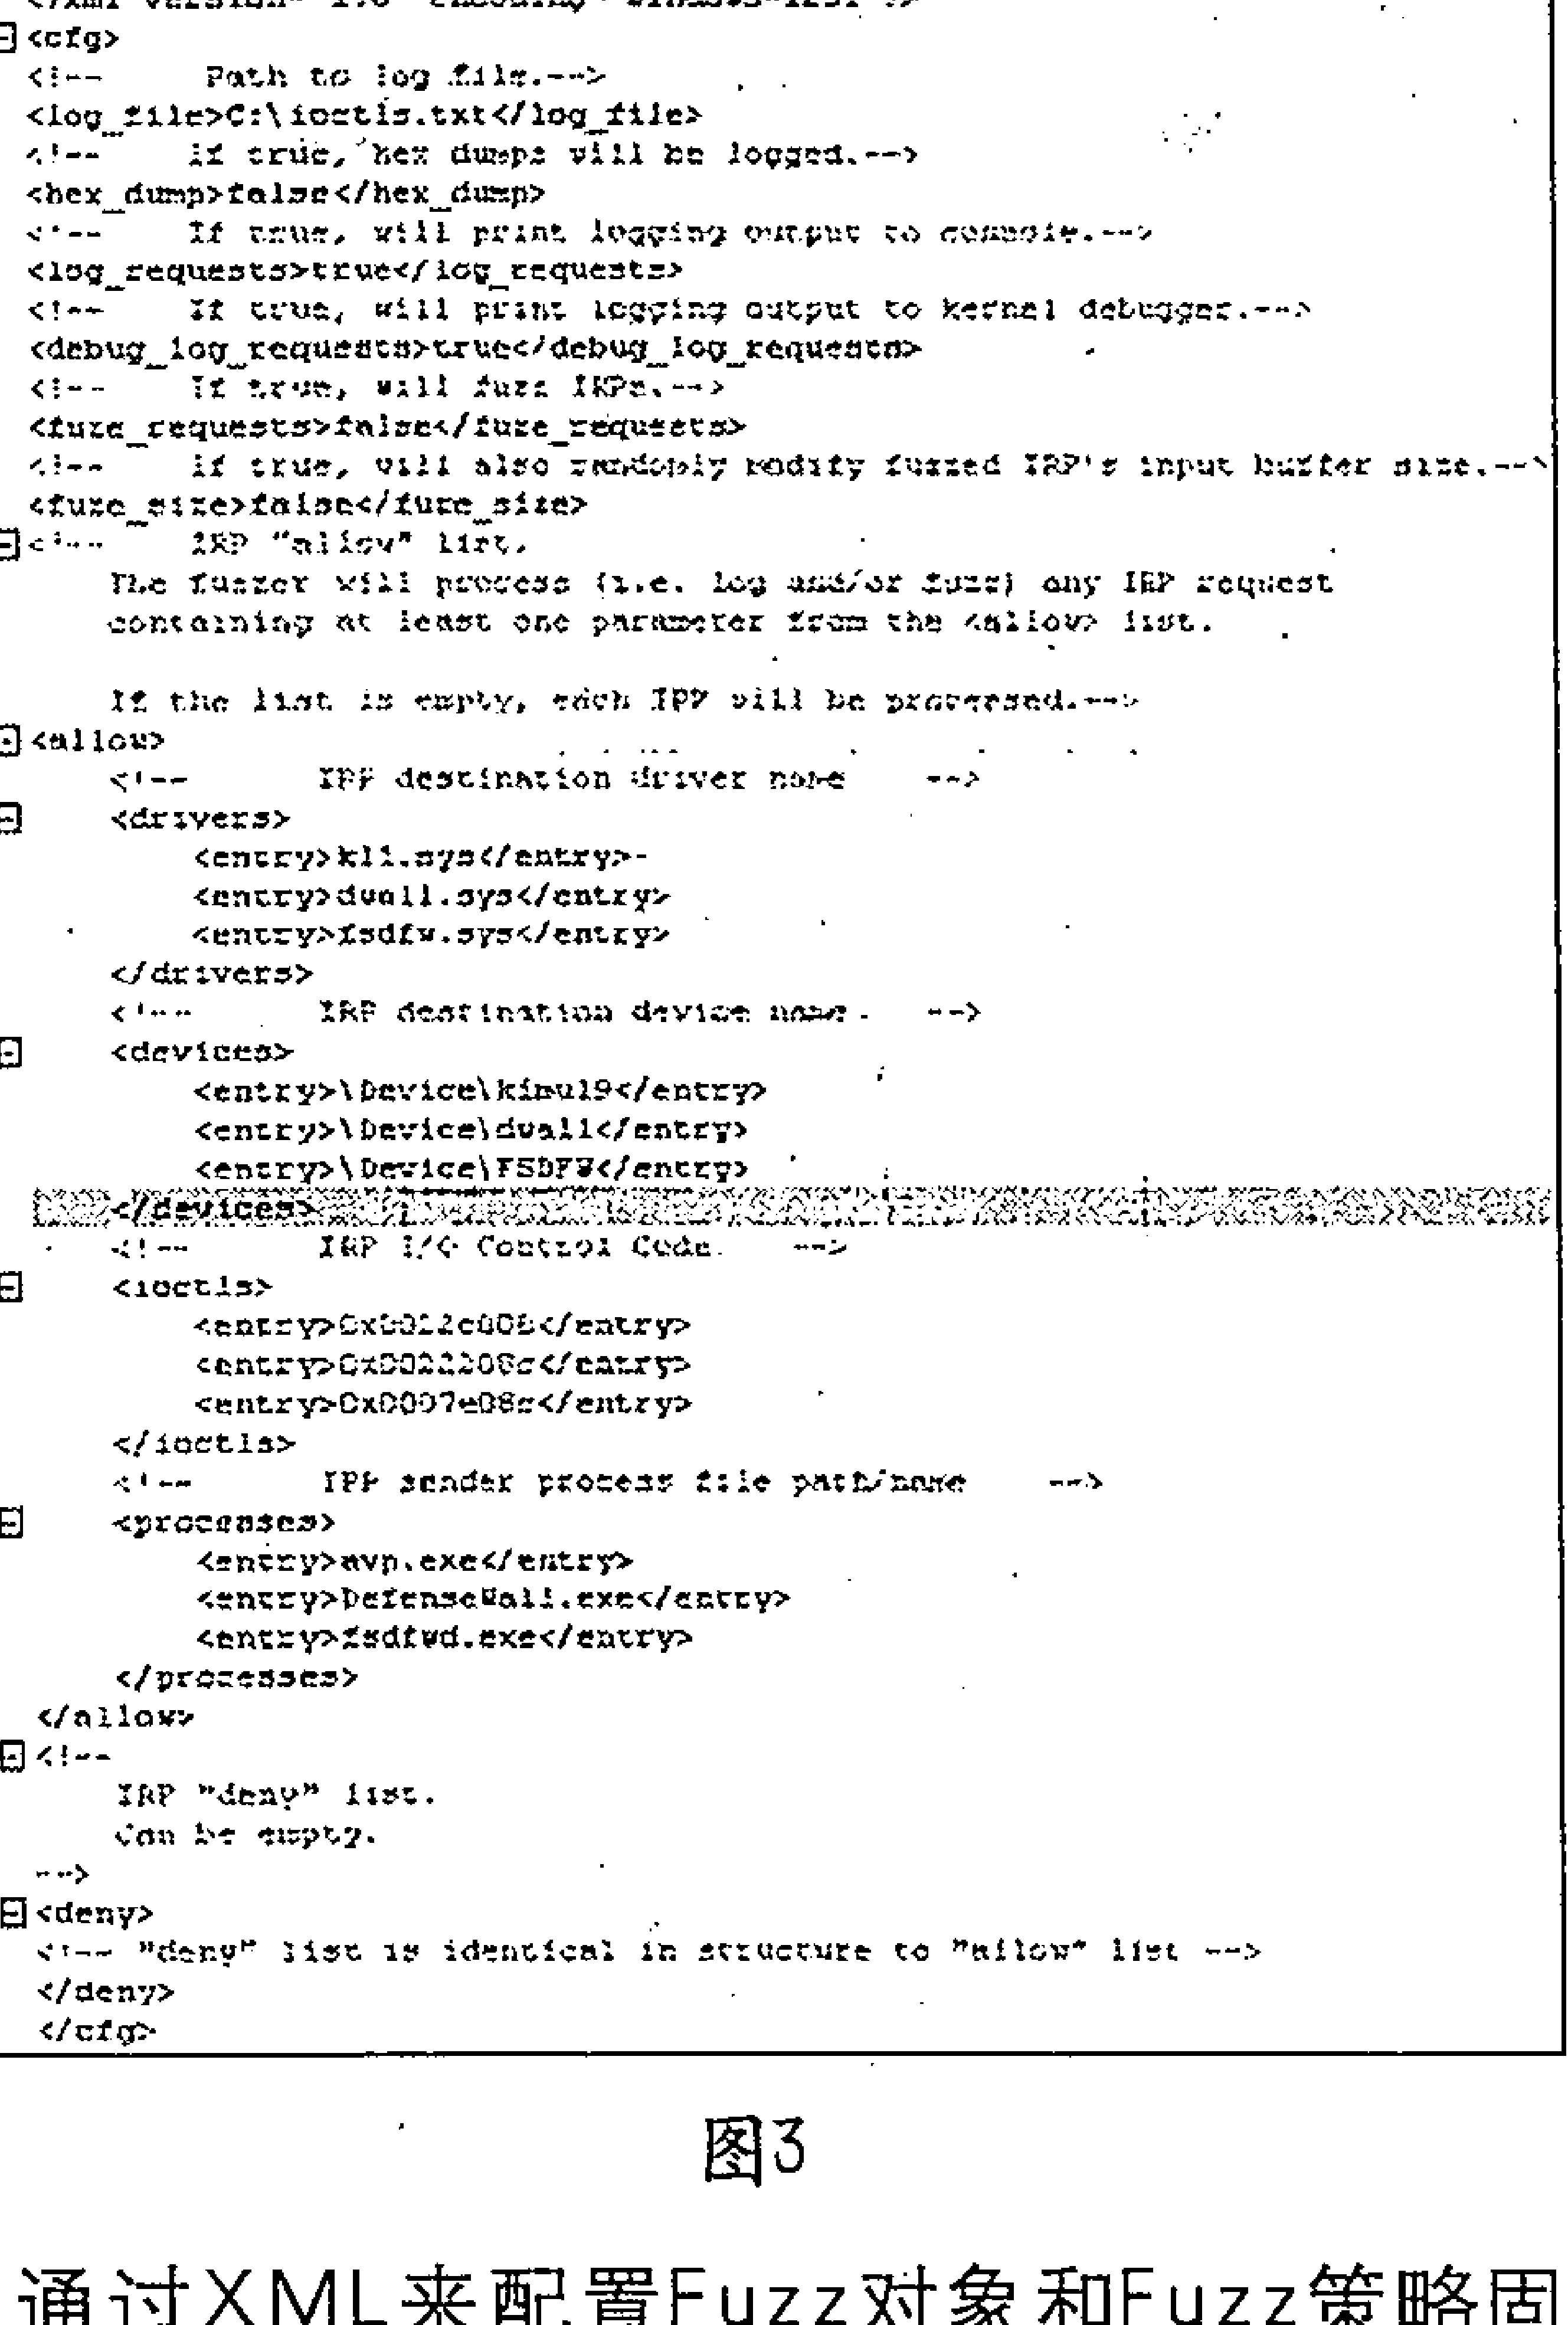 <cfg>
<!-- Path to log file.-->
<log_file>C:\ioctls.txt</log_file>
<!-- if true, hex dumps will be logged.-->
<hex_dump>false</hex_dump>
<!-- If true, will print logging output to console.-->
<log_requests>true</log_requests>
<!-- If true, will print logging output to kernel debugger.-->
<debug_log_requests>true</debug_log_requests>
<!-- If true, will fuzz IRPs.-->
<fuze_requests>false</fuze_requests>
<!-- if true, will also randomly modify fuzzed IRP's input buffer size.--
<fuze_size>false</fuze_size>
<!-- IRP "allow" list.
The fuzzer will process (i.e. log and/or fuzz) any IRP request
containing at least one parameter from the <allow> list.
If the list is empty, each IRP will be processed.-->
<allow>
<!-- IRP destination driver name -->
<drivers>
<entry>kl1.sys</entry>
<entry>dwall.sys</entry>
<entry>fsdfw.sys</entry>
</drivers>
<!-- IRP destination device name. -->
<devices>
<entry>\Device\kimul9</entry>
<entry>\Device\dwall</entry>
<entry>\Device\FSDFW</entry>
</devices>
<!-- IRP I/O Control Code. -->
<ioctls>
<entry> </entry>
<entry>0x0022208c</entry>
<entry> </entry>
</ioctls>
<!-- IRP sender process file path/name -->
<processes>
<entry>avp.exe</entry>
<entry>DefenseWall.exe</entry>
<entry>fsdfwd.exe</entry>
</processes>
</allow>
<!--
IRP "deny" list.
Can be empty.
-->
<deny>
<!-- "deny" list is identical in structure to "allow" list -->
</deny>
</cfg>
图3
通过XML来配置Fuzz对象和Fuzz策略图